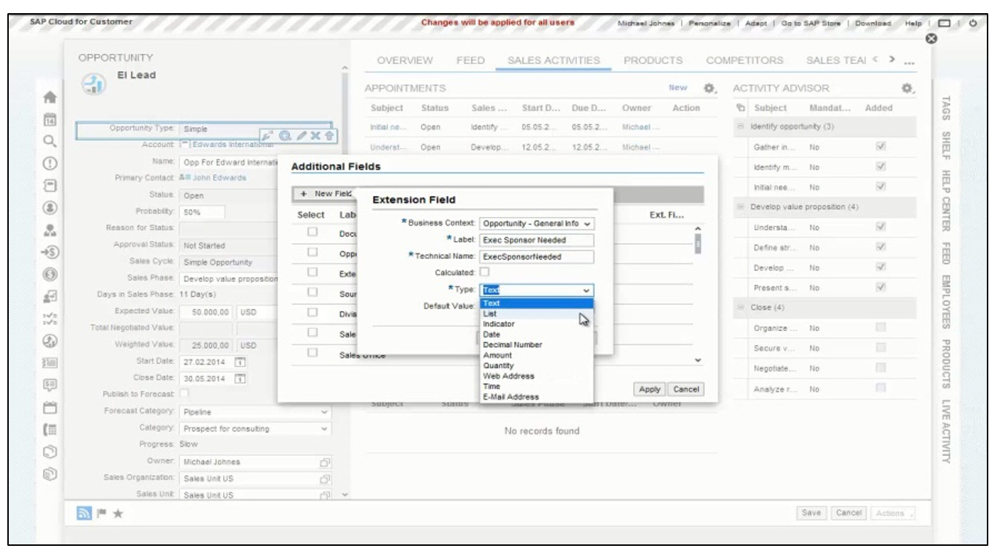 SAP Cloud for Customer
Changes will be applied for all users
Michael Johnes | Personalize | Adapt | Go to SAP Store | Download Help
OPPORTUNITY
El Lead
Opportunity Type: Simple
Account: Edwards International
Name: Opp For Edward Internati
Primary Contact: John Edwards
Status: Open
Probability: 50%
Reason for Status:
Approval Status: Not Started
Sales Cycle: Simple Opportunity
Sales Phase: Develop value proposition
Days in Sales Phase: 11 Day(s)
Expected Value: 50.000,00 USD
Total Negotiated Value:
Weighted Value: 25.000,00 USD
Start Date: 27.02.2014
Close Date: 30.05.2014
Publish to Forecast:
Forecast Category: Pipeline
Category: Prospect for consulting
Progress: Slow
Owner: Michael Johnes
Sales Organization: Sales Unit US
Sales Unit: Sales Unit US
OVERVIEW FEED SALES ACTIVITIES PRODUCTS COMPETITORS SALES TEAI < > ...
APPOINTMENTS New
Subject Status Sales ... Start D... Due D... Owner Action
Initial ne... Open Identify ... 05.05.2... 05.05.2... Michael ...
Underst... Open Develop... 12.05.2... 12.05.2... Michael ...
Additional Fields
+ New Field
Select Lab Ext. Fi...
Docu
Oppo
Exte
Sour
Divis
Sale
Sales Office
Apply Cancel
Extension Field
* Business Context: Opportunity - General Info
* Label: Exec Sponsor Needed
* Technical Name: ExecSponsorNeeded
Calculated:
* Type: Text
Default Value:
Text
List
Indicator
Date
Decimal Number
Amount
Quantity
Web Address
Time
E-Mail Address
Subject Status Sales Phase Start Date/... Owner
No records found
ACTIVITY ADVISOR
Subject Mandat... Added
Identify opportunity (3)
Gather in... No
Identify m... No
Initial nee... No
Develop value proposition (4)
Understa... No
Define str... No
Develop ... No
Present s... No
Close (4)
Organize ... No
Secure v... No
Negotiate... No
Analyze r... No
TAGS
SHELF
HELP CENTER
FEED
EMPLOYEES
PRODUCTS
LIVE ACTIVITY
Save Cancel Actions